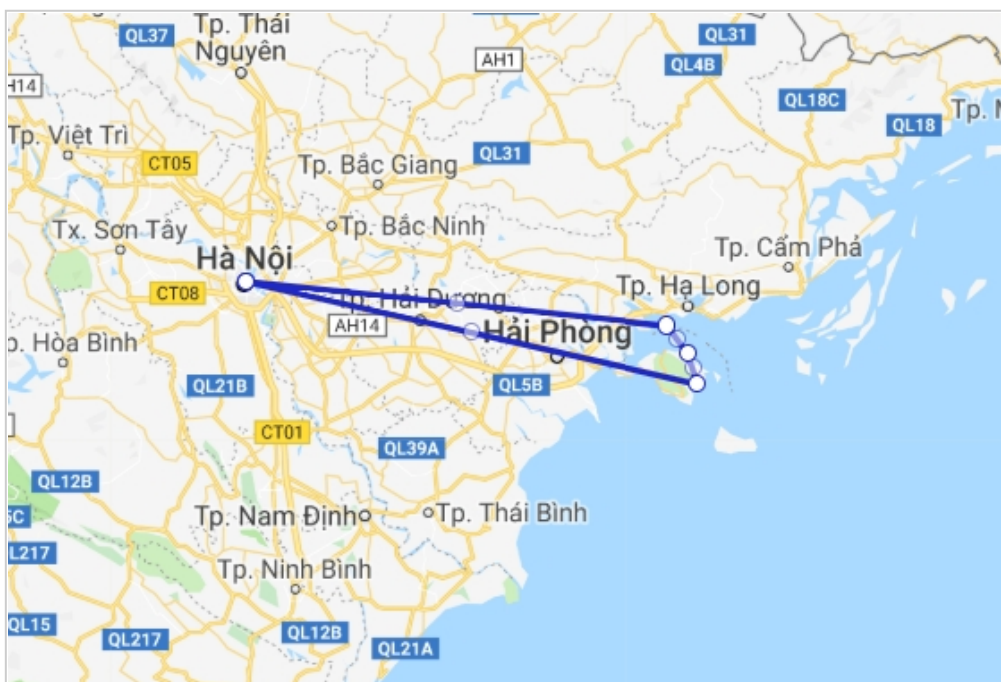 Tp. Thái
Nguyên
QL37
AH1
QL31
QL4B
QL31
H14
QL18C
QL18
Tp. M
Tp. Việt Trì
CT05
Tp. Bắc Giang
QL31
Tx. Sơn Tây
Tp. Bắc Ninh
Hà Nội
Tp. Cẩm Phả
CT08
Tp. Hải Dương
Tp. Hạ Long
AH14
Hải Phòng
p. Hòa Bình
QL21B
QL5B
CT01
QL39A
QL12B
5C
Tp. Nam Định
Tp. Thái Bình
L217
Tp. Ninh Bình
QL15
QL217
QL12B
QL21A